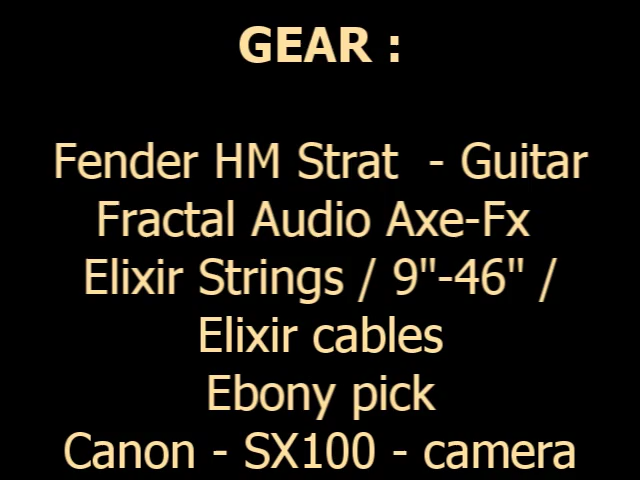 GEAR :
Fender HM Strat  - Guitar
Fractal Audio Axe-Fx
Elixir Strings / 9"-46" /
Elixir cables
Ebony pick
Canon - SX100 - camera